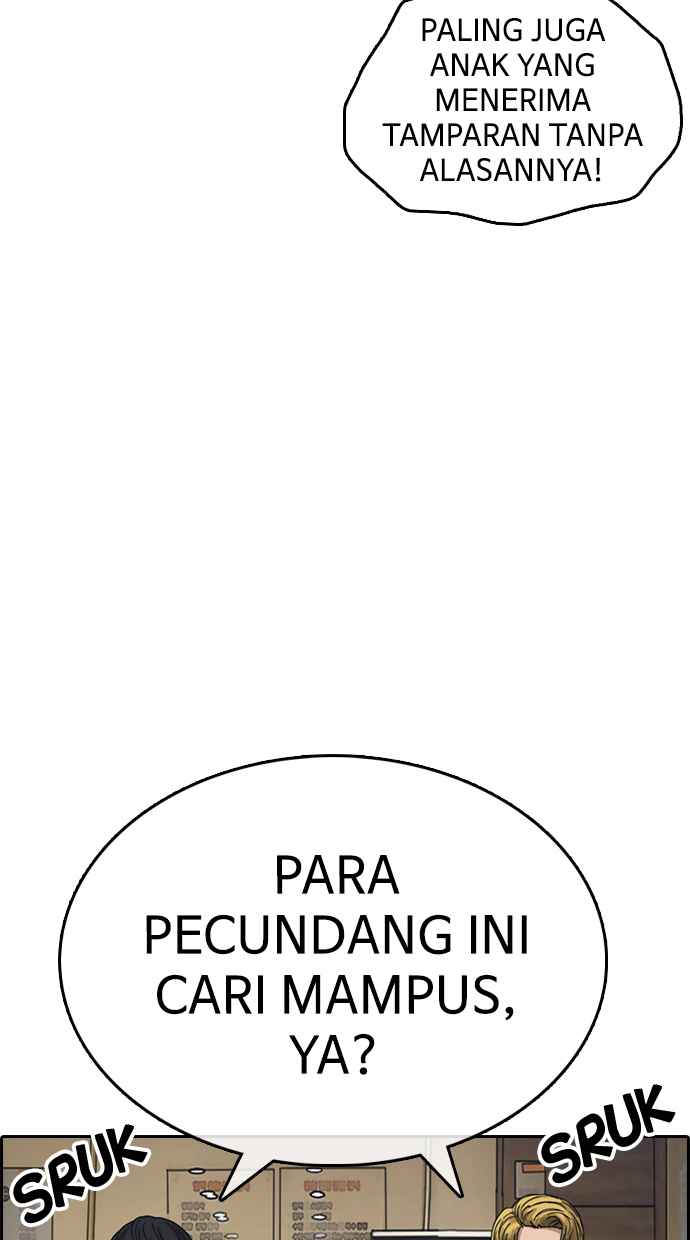 PALING JUGA
ANAK YANG
MENERIMA
TAMPARAN TANPA
ALASANNYA!
PARA
PECUNDANG INI
CARI MAMPUS,
YA?
SRUK
SRUK